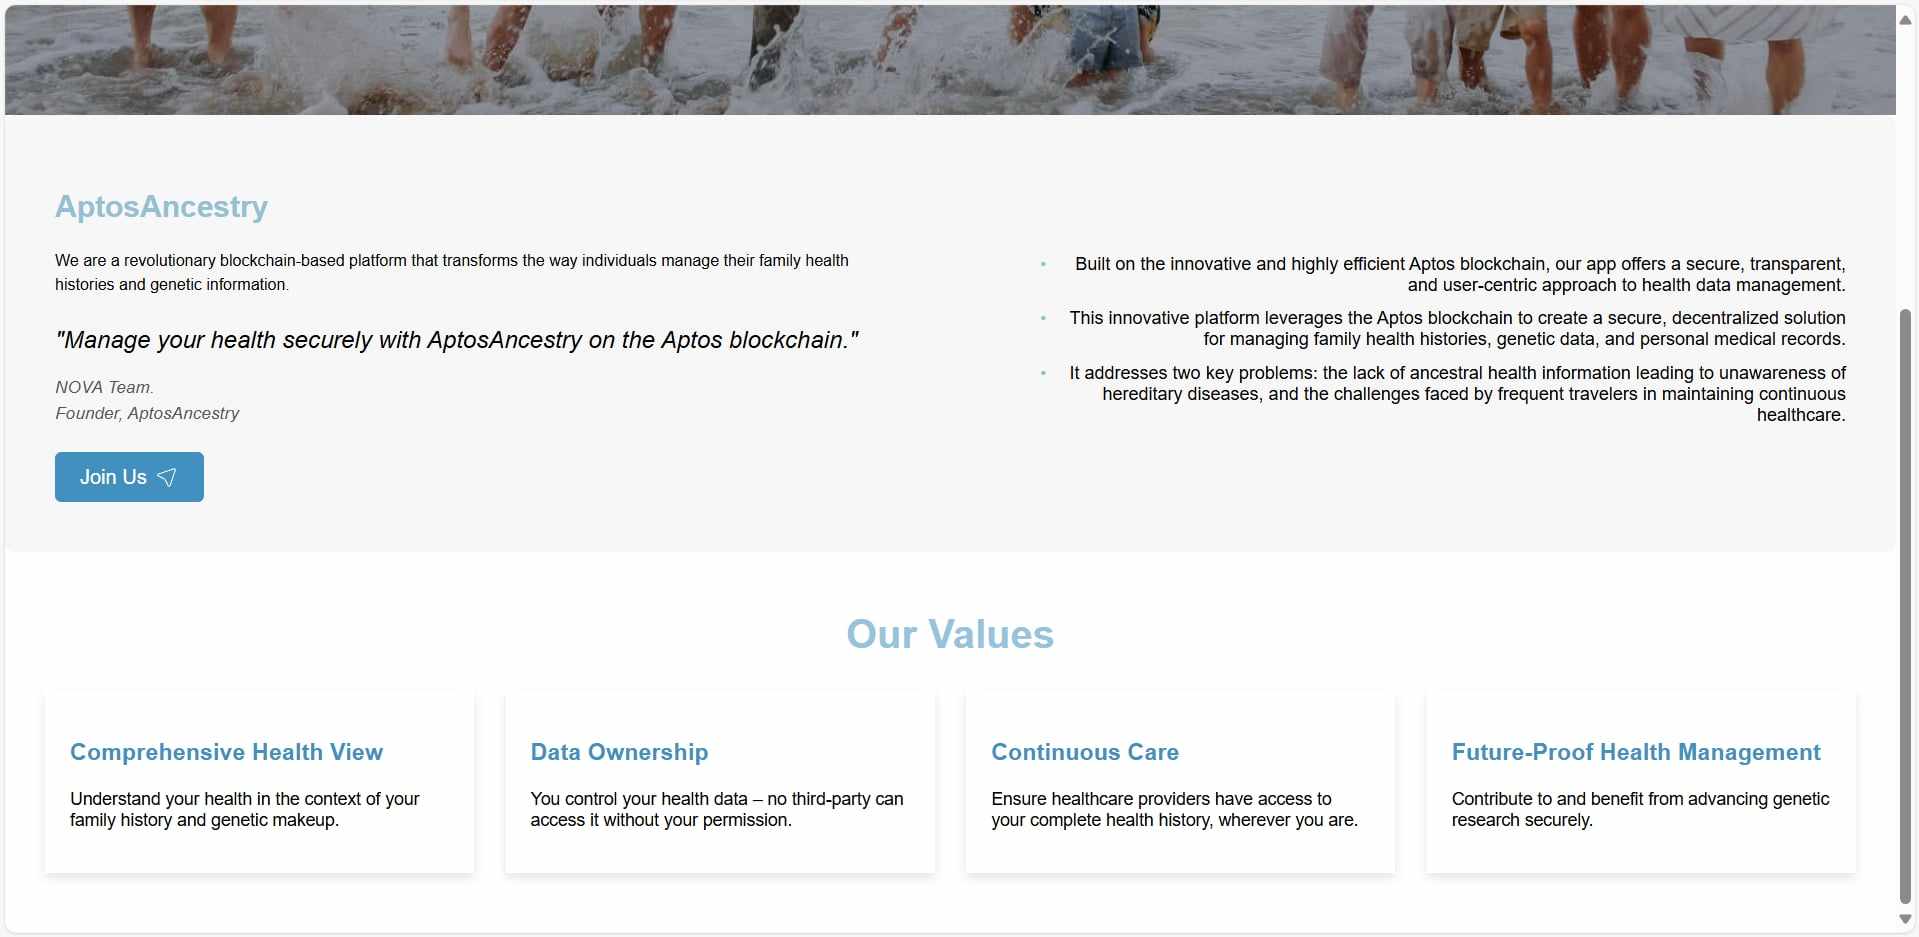 AptosAncestry
We are a revolutionary blockchain-based platform that transforms the way individuals manage their family health
histories and genetic information.
"Manage your health securely with AptosAncestry on the Aptos blockchain."
NOVA Team.
Founder, AptosAncestry
Join Us
• Built on the innovative and highly efficient Aptos blockchain, our app offers a secure, transparent,
and user-centric approach to health data management.
• This innovative platform leverages the Aptos blockchain to create a secure, decentralized solution
for managing family health histories, genetic data, and personal medical records.
• It addresses two key problems: the lack of ancestral health information leading to unawareness of
hereditary diseases, and the challenges faced by frequent travelers in maintaining continuous
healthcare.
Our Values
Comprehensive Health View
Understand your health in the context of your
family history and genetic makeup.
Data Ownership
You control your health data – no third-party can
access it without your permission.
Continuous Care
Ensure healthcare providers have access to
your complete health history, wherever you are.
Future-Proof Health Management
Contribute to and benefit from advancing genetic
research securely.